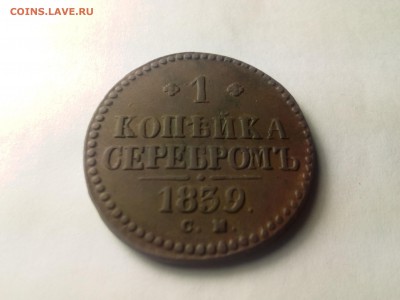 COINS.LAVE.RU
1
КОПѢЙКА
СЕРЕБРОМЪ
1839.
С. М.